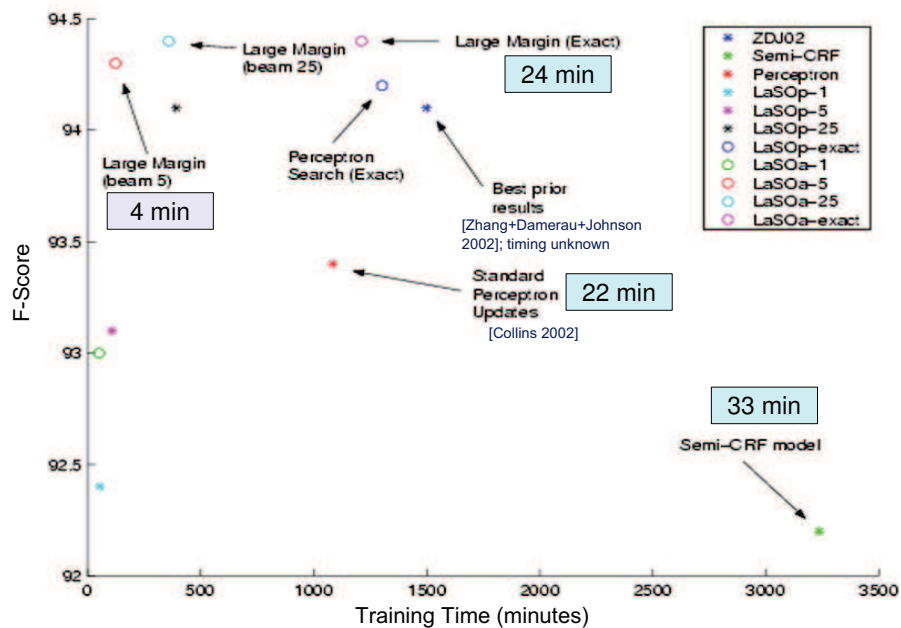 94.5
94
93.5
93
92.5
92
F-Score
0
500
1000
1500
2000
2500
3000
3500
Training Time (minutes)
Large Margin
(beam 5)
4 min
Large Margin
(beam 25)
Large Margin (Exact)
24 min
Perceptron
Search (Exact)
Best prior
results
[Zhang+Damerau+Johnson
2002]; timing unknown
Standard
Perceptron
Updates
22 min
[Collins 2002]
33 min
Semi-CRF model
ZDJ02
Semi-CRF
Perceptron
LaSOp-1
LaSOp-5
LaSOp-25
LaSOp-exact
LaSOa-1
LaSOa-5
LaSOa-25
LaSOa-exact